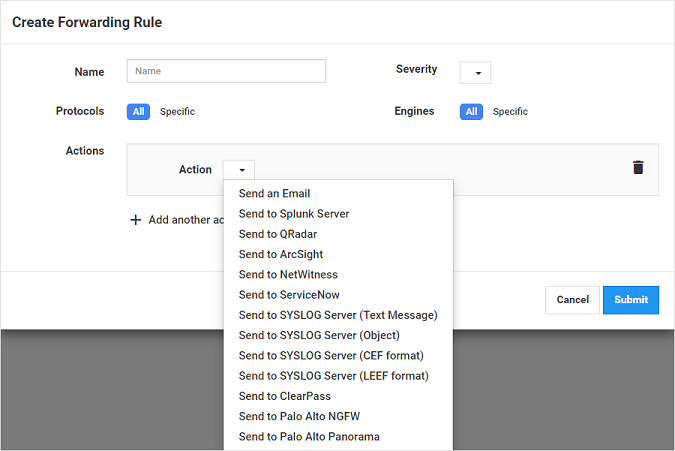 Create Forwarding Rule
Name
Name
Severity
Protocols
All
Specific
Engines
All
Specific
Actions
Action
Add another ac
Send an Email
Send to Splunk Server
Send to QRadar
Send to ArcSight
Send to NetWitness
Send to ServiceNow
Send to SYSLOG Server (Text Message)
Send to SYSLOG Server (Object)
Send to SYSLOG Server (CEF format)
Send to SYSLOG Server (LEEF format)
Send to ClearPass
Send to Palo Alto NGFW
Send to Palo Alto Panorama
Cancel
Submit